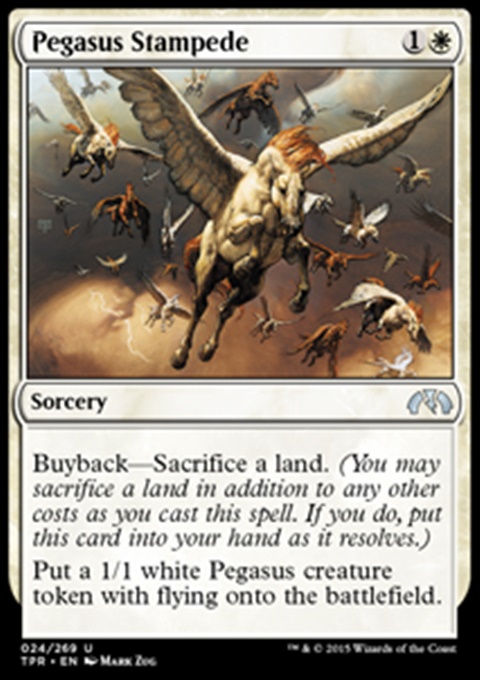 Pegasus Stampede 1
Sorcery
Buyback—Sacrifice a land. (You may
sacrifice a land in addition to any other
costs as you cast this spell. If you do, put
this card into your hand as it resolves.)
Put a 1/1 white Pegasus creature
token with flying onto the battlefield.
024/269 U
TPR • EN Mark Zug
™ & © 2015 Wizards of the Coast